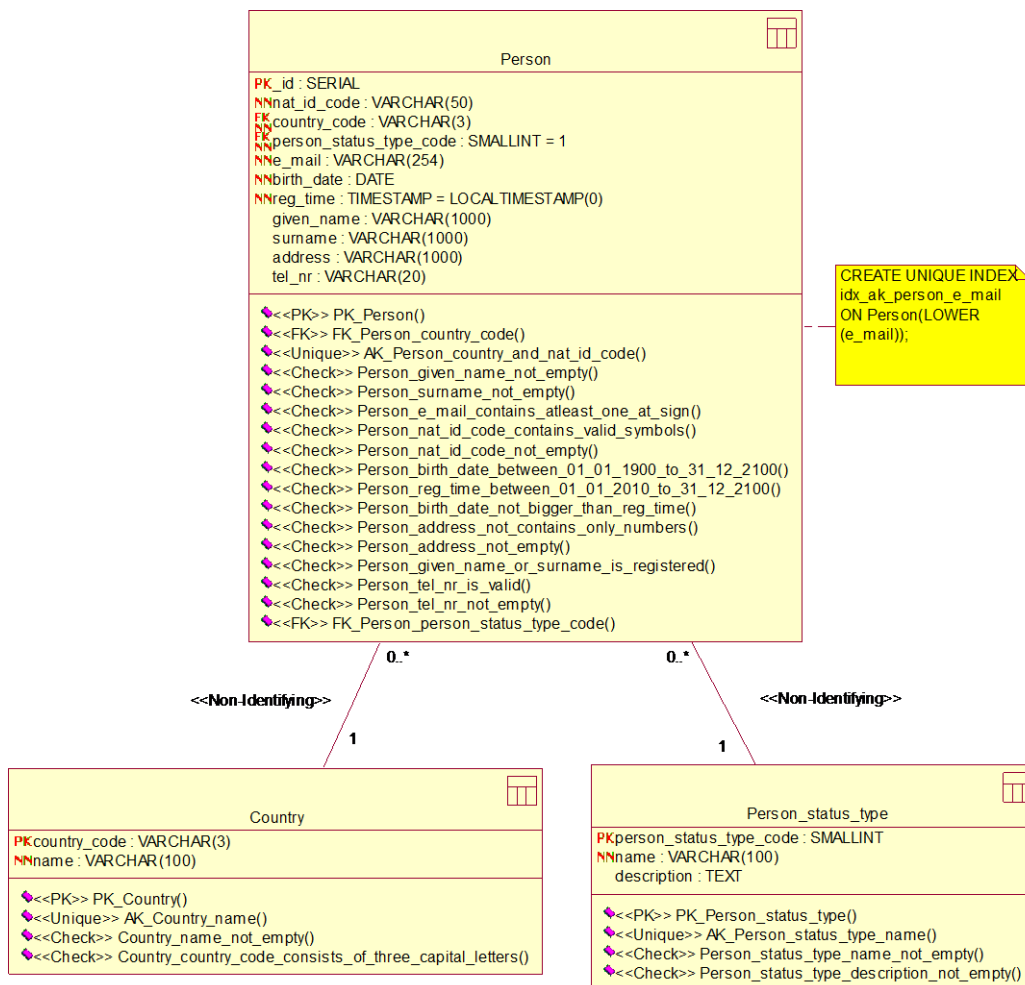 Person
PK_id : SERIAL
NNnat_id_code : VARCHAR(50)
FK NN country_code : VARCHAR(3)
FK NN person_status_type_code : SMALLINT = 1
NNe_mail : VARCHAR(254)
NNbirth_date : DATE
NNreg_time : TIMESTAMP = LOCALTIMESTAMP(0)
given_name : VARCHAR(1000)
surname : VARCHAR(1000)
address : VARCHAR(1000)
tel_nr : VARCHAR(20)
<<PK>> PK_Person()
<<FK>> FK_Person_country_code()
<<Unique>> AK_Person_country_and_nat_id_code()
<<Check>> Person_given_name_not_empty()
<<Check>> Person_surname_not_empty()
<<Check>> Person_e_mail_contains_atleast_one_at_sign()
<<Check>> Person_nat_id_code_contains_valid_symbols()
<<Check>> Person_nat_id_code_not_empty()
<<Check>> Person_birth_date_between_01_01_1900_to_31_12_2100()
<<Check>> Person_reg_time_between_01_01_2010_to_31_12_2100()
<<Check>> Person_birth_date_not_bigger_than_reg_time()
<<Check>> Person_address_not_contains_only_numbers()
<<Check>> Person_address_not_empty()
<<Check>> Person_given_name_or_surname_is_registered()
<<Check>> Person_tel_nr_is_valid()
<<Check>> Person_tel_nr_not_empty()
<<FK>> FK_Person_person_status_type_code()
CREATE UNIQUE INDEX
idx_ak_person_e_mail
ON Person(LOWER
(e_mail));
0..*
0..*
<<Non-Identifying>>
<<Non-Identifying>>
1
1
Country
PKcountry_code : VARCHAR(3)
NNname : VARCHAR(100)
<<PK>> PK_Country()
<<Unique>> AK_Country_name()
<<Check>> Country_name_not_empty()
<<Check>> Country_country_code_consists_of_three_capital_letters()
Person_status_type
PKperson_status_type_code : SMALLINT
NNname : VARCHAR(100)
description : TEXT
<<PK>> PK_Person_status_type()
<<Unique>> AK_Person_status_type_name()
<<Check>> Person_status_type_name_not_empty()
<<Check>> Person_status_type_description_not_empty()